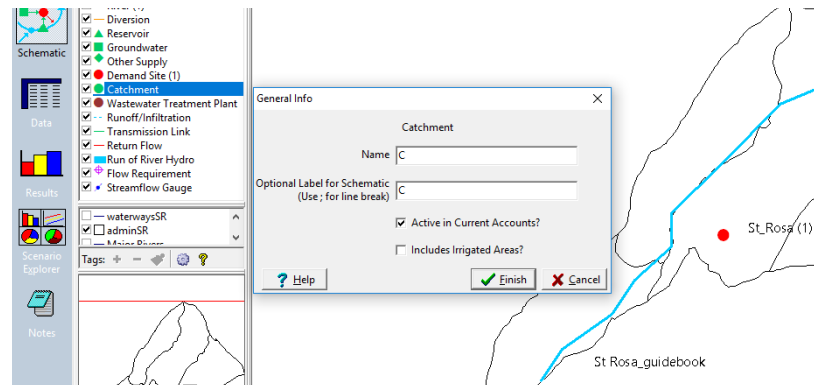 Schematic
Data
Results
Scenario
Explorer
Notes
Diversion
Reservoir
Groundwater
Other Supply
Demand Site (1)
Catchment
Wastewater Treatment Plant
Runoff/Infiltration
Transmission Link
Return Flow
Run of River Hydro
Flow Requirement
Streamflow Gauge
waterwaysSR
adminSR
Major Rivers
Tags:
General Info
Catchment
Name C
Optional Label for Schematic C
(Use ; for line break)
Active in Current Accounts?
Includes Irrigated Areas?
? Help
Finish
Cancel
St_Rosa (1)
St Rosa_guidebook